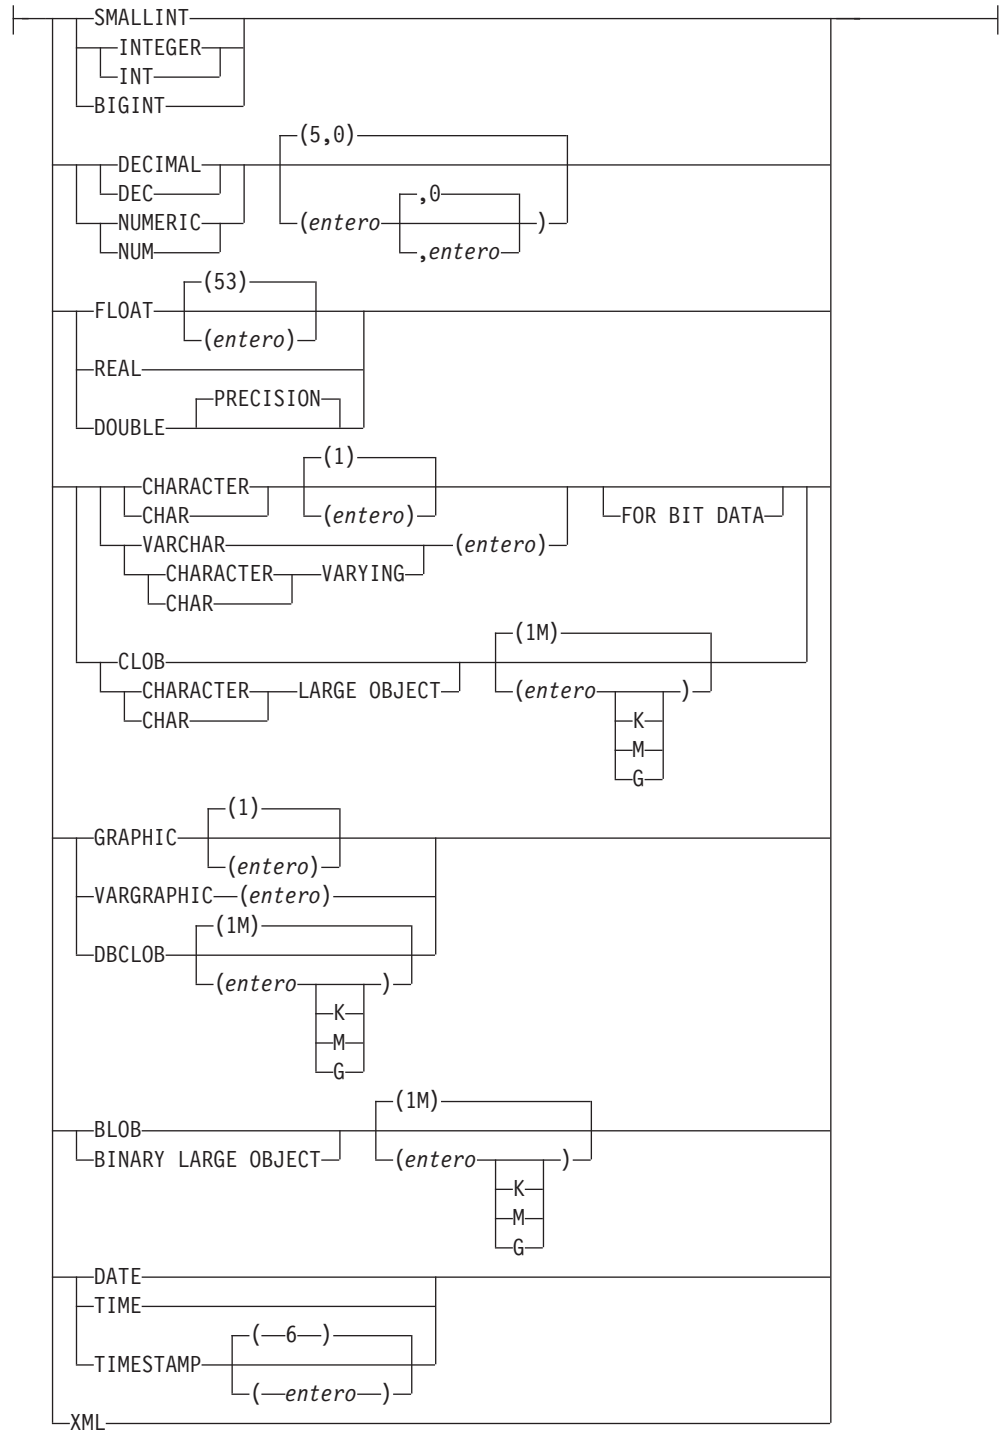 SMALLINT
INTEGER
INT
BIGINT
(5,0)
DECIMAL
DEC
,0
NUMERIC
(entero )
NUM
,entero
(53)
FLOAT
(entero)
REAL
PRECISION
DOUBLE
(1)
CHARACTER
CHAR
(entero)
FOR BIT DATA
VARCHAR
(entero)
CHARACTER VARYING
CHAR
(1M)
CLOB
CHARACTER LARGE OBJECT
(entero )
CHAR
K
M
G
(1)
GRAPHIC
(entero)
VARGRAPHIC (entero)
(1M)
DBCLOB
(entero )
K
M
G
(1M)
BLOB
BINARY LARGE OBJECT
(entero )
K
M
G
DATE
TIME
( 6 )
TIMESTAMP
( entero )
XML